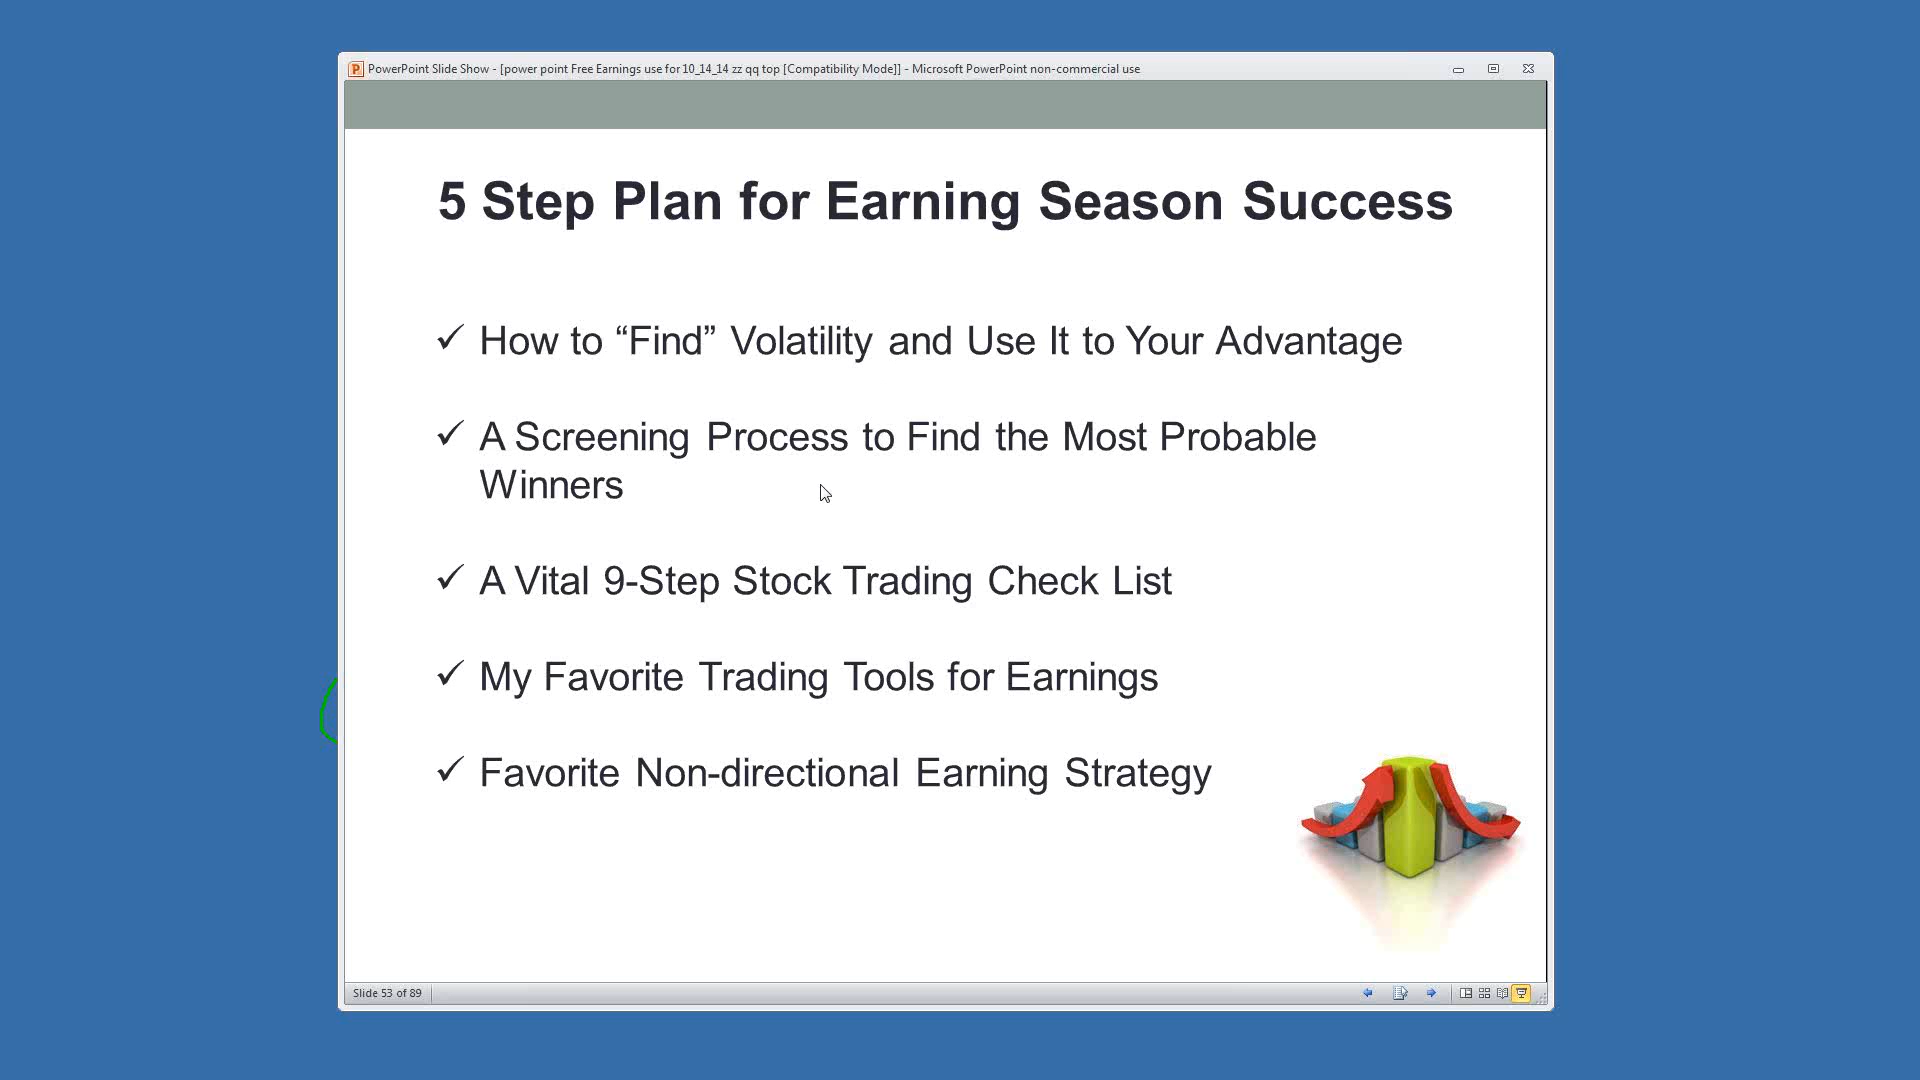 PowerPoint Slide Show - [power point Free Earnings use for 10_14_14 zz qq top [Compatibility Mode]] - Microsoft PowerPoint non-commercial use
5 Step Plan for Earning Season Success
✓ How to “Find” Volatility and Use It to Your Advantage
✓ A Screening Process to Find the Most Probable
Winners
✓ A Vital 9-Step Stock Trading Check List
✓ My Favorite Trading Tools for Earnings
✓ Favorite Non-directional Earning Strategy
Slide 53 of 89